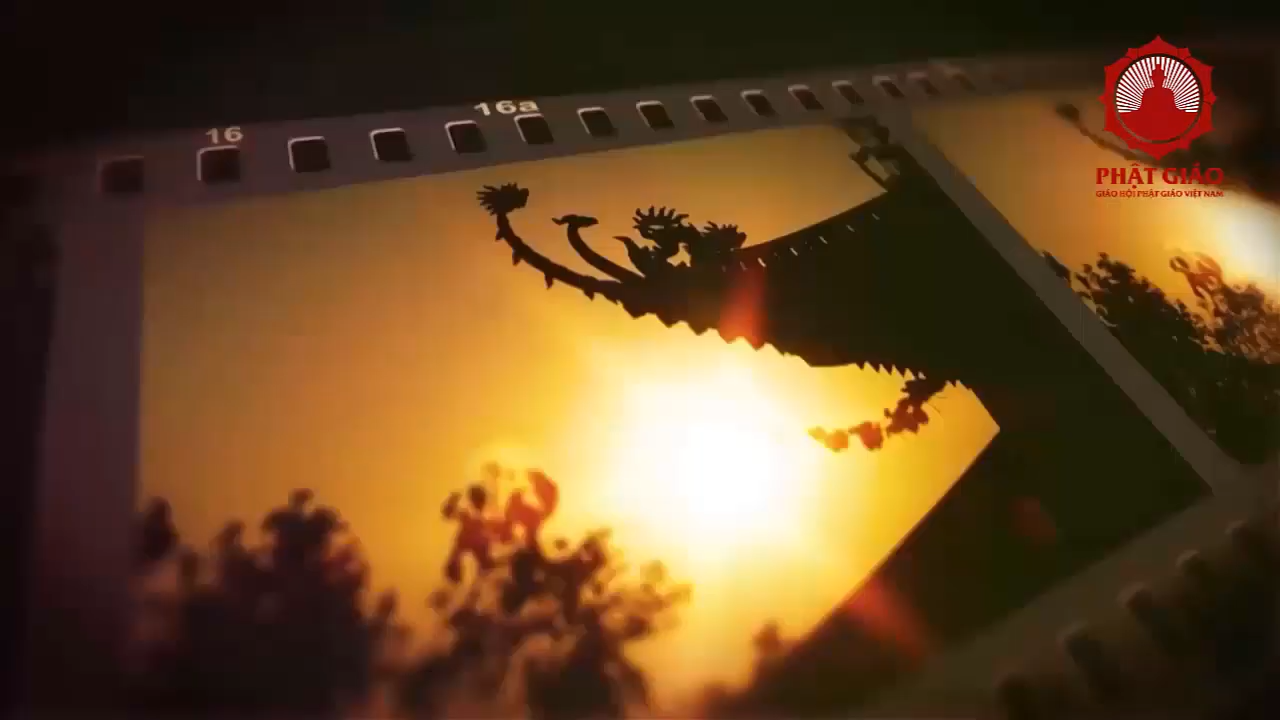 16
16a
PHẬT GIÁO
GIÁO HỘI PHẬT GIÁO VIỆT NAM